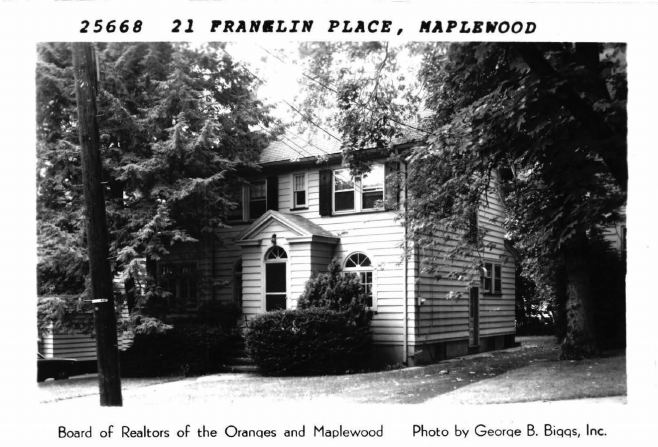 25668 21 FRANKLIN PLACE, MAPLEWOOD
Board of Realtors of the Oranges and Maplewood Photo by George B. Biggs, Inc.